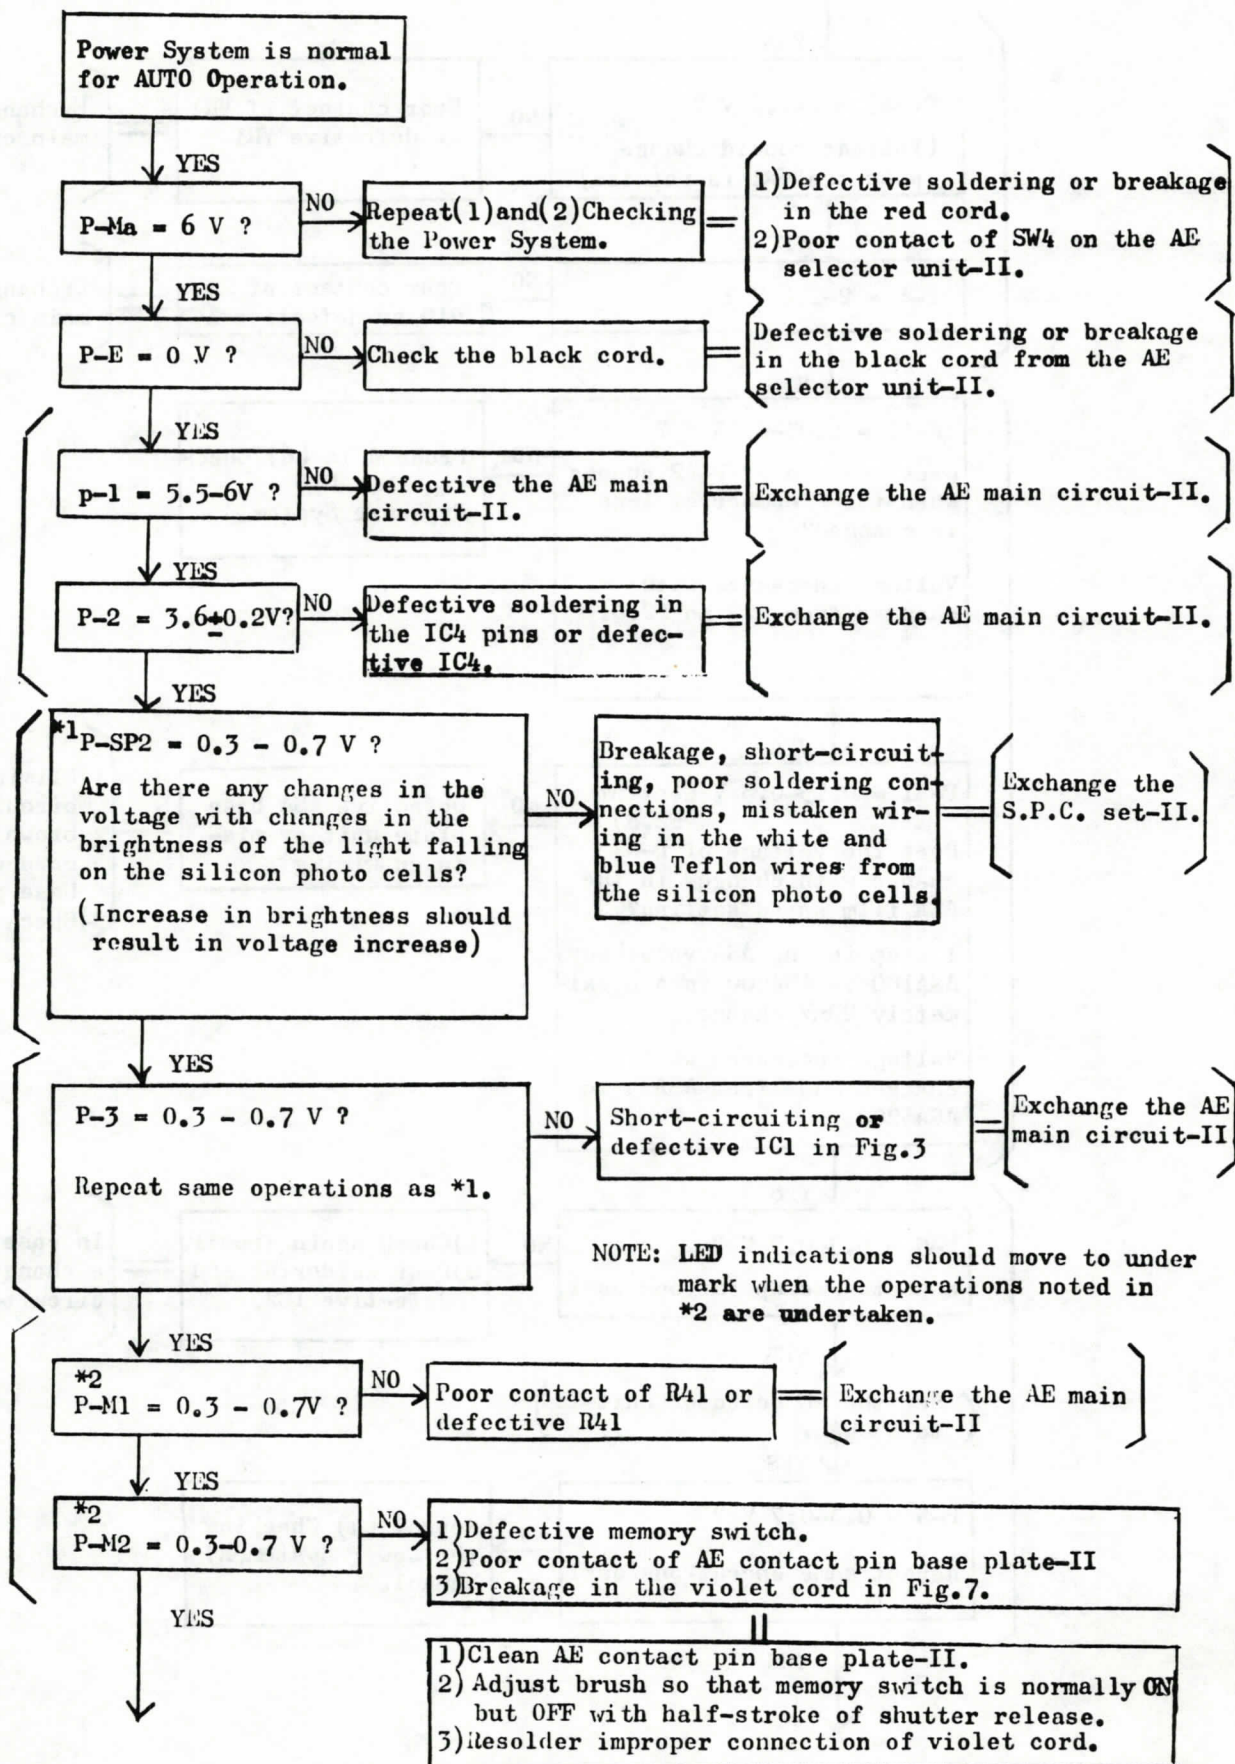 Power System is normal
for AUTO Operation.
YES
P-Ma = 6 V ?
NO
Repeat(1)and(2)Checking
the Power System.
1)Defective soldering or breakage
in the red cord.
2)Poor contact of SW4 on the AE
selector unit-II.
YES
P-E = 0 V ?
NO
Check the black cord.
Defective soldering or breakage
in the black cord from the AE
selector unit-II.
YES
p-1 = 5.5-6V ?
NO
Defective the AE main
circuit-II.
Exchange the AE main circuit-II.
YES
P-2 = 3.6±0.2V?
NO
Defective soldering in
the IC4 pins or defec-
tive IC4.
Exchange the AE main circuit-II.
YES
*1P-SP2 = 0.3 - 0.7 V ?
Are there any changes in the
voltage with changes in the
brightness of the light falling
on the silicon photo cells?
(Increase in brightness should
result in voltage increase)
NO
Breakage, short-circuit-
ing, poor soldering con-
nections, mistaken wir-
ing in the white and
blue Teflon wires from
the silicon photo cells.
Exchange the
S.P.C. set-II.
YES
P-3 = 0.3 - 0.7 V ?
Repeat same operations as *1.
NO
Short-circuiting or
defective IC1 in Fig.3
Exchange the AE
main circuit-II
NOTE: LED indications should move to under
mark when the operations noted in
*2 are undertaken.
YES
*2
P-M1 = 0.3 - 0.7V ?
NO
Poor contact of R41 or
defective R41
Exchange the AE main
circuit-II
YES
*2
P-M2 = 0.3-0.7 V ?
NO
1)Defective memory switch.
2)Poor contact of AE contact pin base plate-II
3)Breakage in the violet cord in Fig.7.
YES
1)Clean AE contact pin base plate-II.
2)Adjust brush so that memory switch is normally ON
but OFF with half-stroke of shutter release.
3)Resolder improper connection of violet cord.